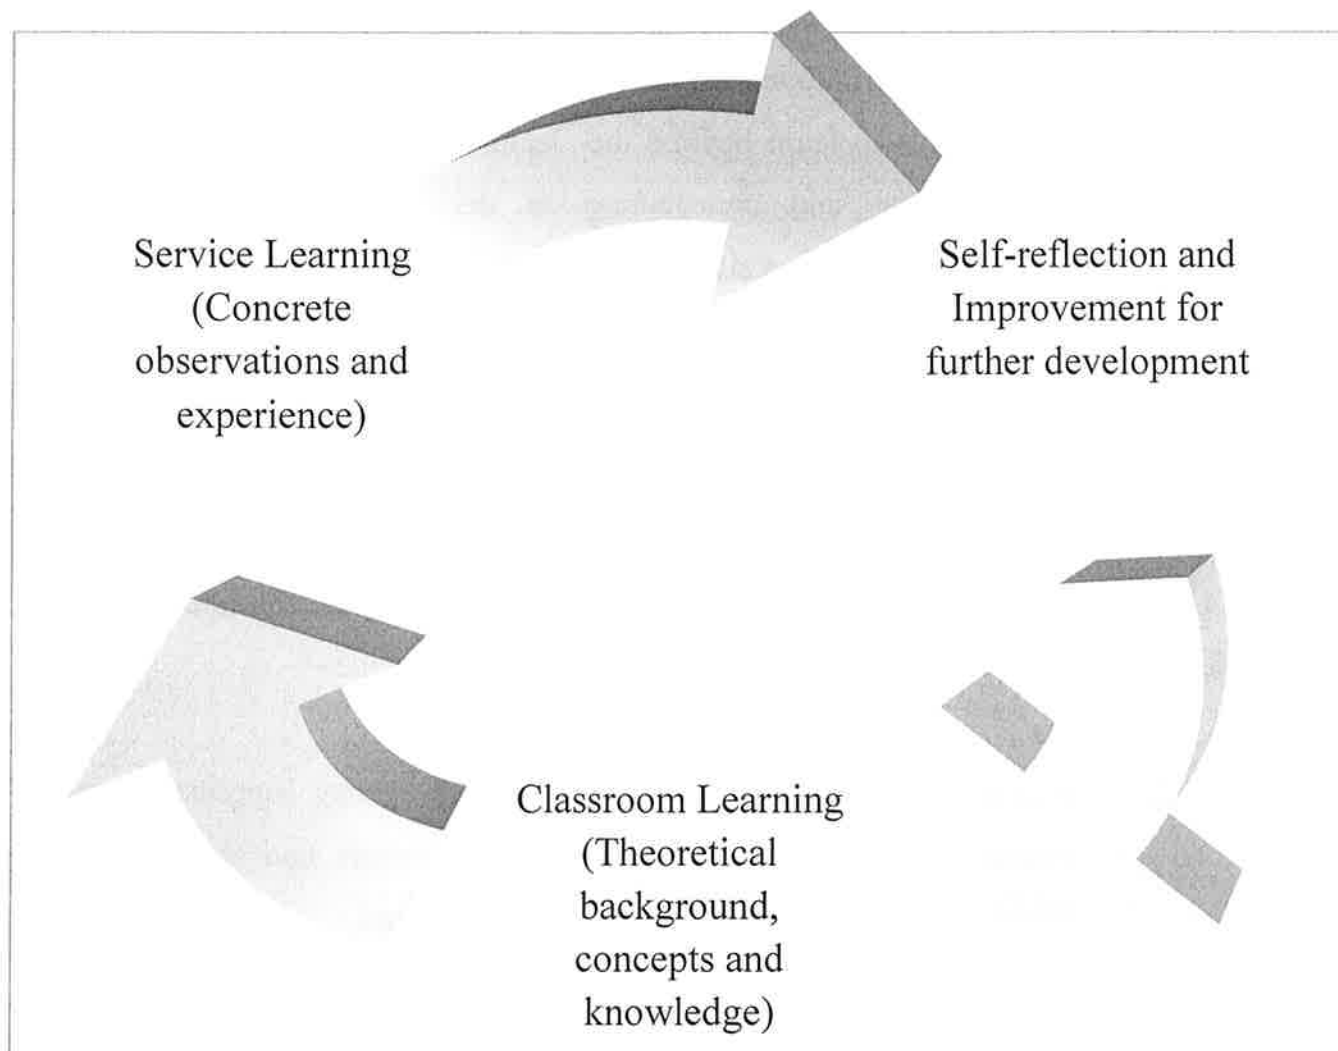 Service Learning
(Concrete
observations and
experience)
Self-reflection and
Improvement for
further development
Classroom Learning
(Theoretical
background,
concepts and
knowledge)